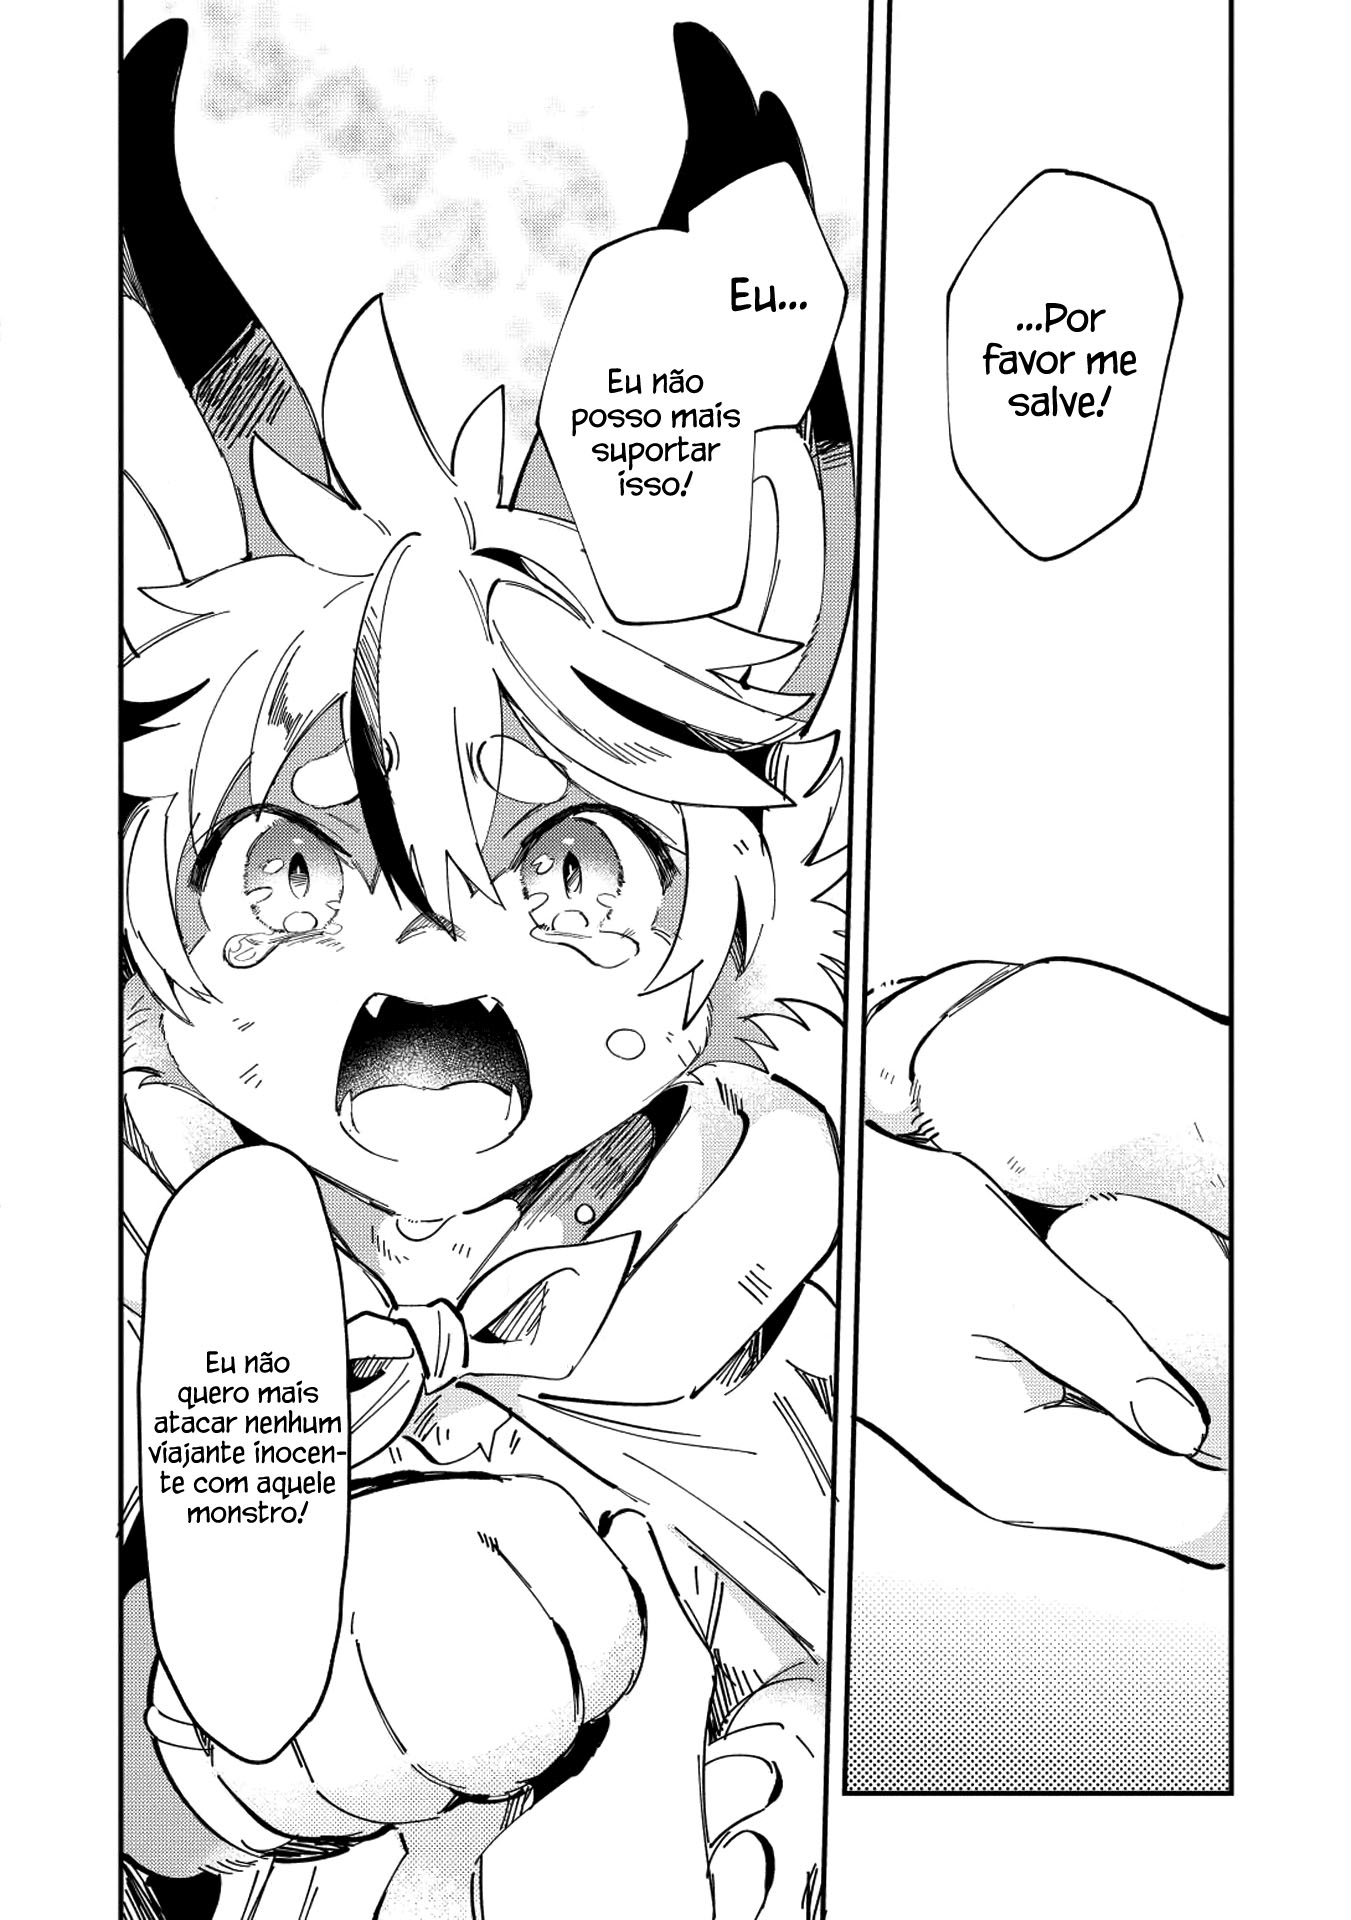 ...Por
favor me
salve!
Eu...
Eu não
posso mais
suportar
isso!
Eu não
quero mais
atacar nenhum
viajante inocen-
te com aquele
monstro!